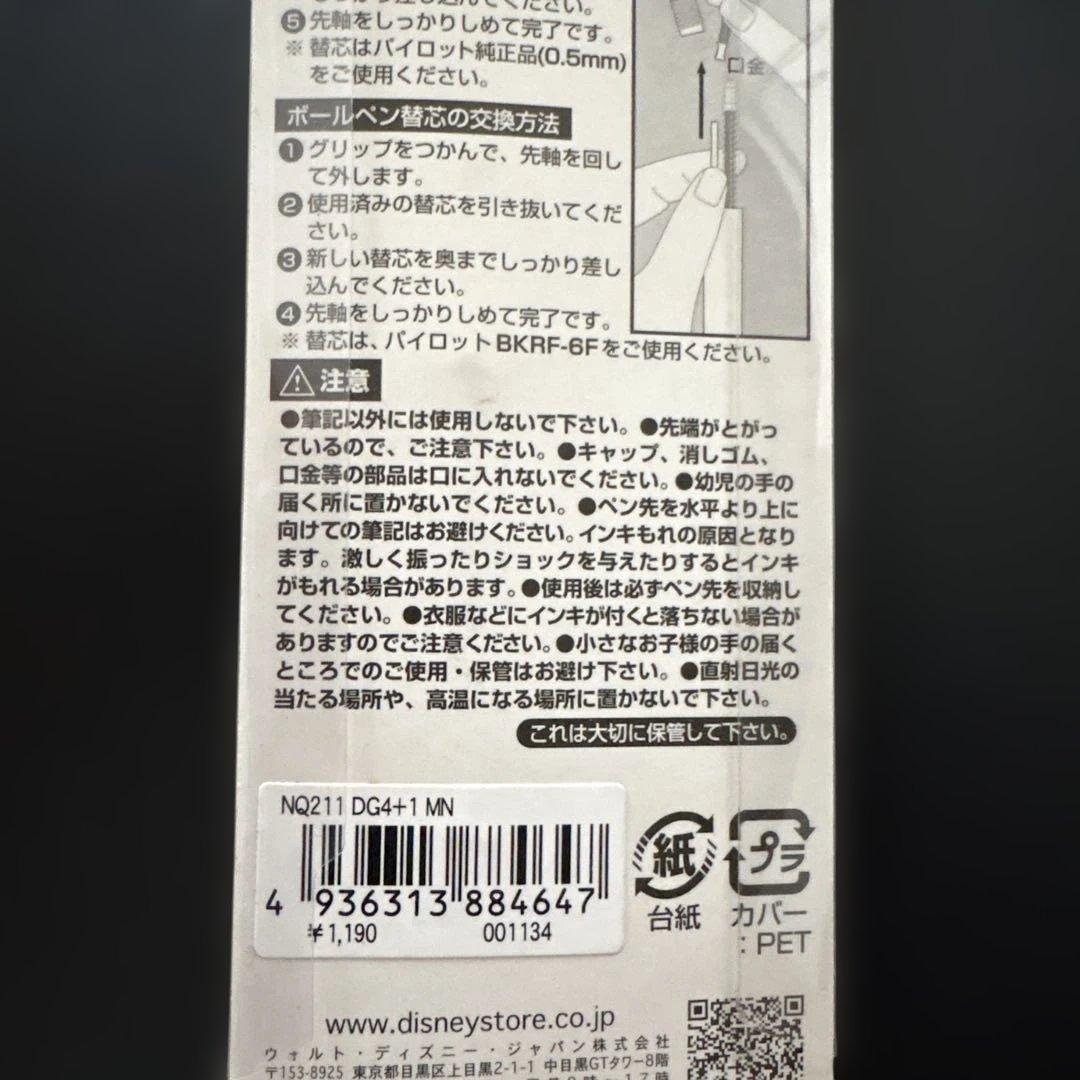 込んでください。
❺先軸をしっかりしめて完了です。
※替芯はパイロット純正品(0.5mm)
をご使用ください。
口金
ボールペン替芯の交換方法
❶グリップをつかんで、先軸を回し
て外します。
❷使用済みの替芯を引き抜いてくだ
さい。
❸新しい替芯を奥までしっかり差し
込んでください。
❹先軸をしっかりしめて完了です。
※替芯は、パイロットBKRF-6Fをご使用ください。
注意
●筆記以外には使用しないで下さい。●先端がとがっ
ているので、ご注意下さい。●キャップ、消しゴム、
口金等の部品は口に入れないでください。●幼児の手の
届く所に置かないでください。●ペン先を水平より上に
向けての筆記はお避けください。インキもれの原因となり
ます。激しく振ったりショックを与えたりするとインキ
がもれる場合があります。●使用後は必ずペン先を収納し
てください。●衣服などにインキが付くと落ちない場合が
ありますのでご注意ください。●小さなお子様の手の届く
ところでのご使用・保管はお避け下さい。●直射日光の
当たる場所や、高温になる場所に置かないで下さい。
これは大切に保管して下さい。
NQ211 DG4+1 MN
4 936313 884647
¥1,190 001134
紙
台紙
プラ
カバー
: PET
www.disneystore.co.jp
ウォルト・ディズニー・ジャパン株式会社
〒153-8925 東京都目黒区上目黒2-1-1 中目黒GTタワー8階